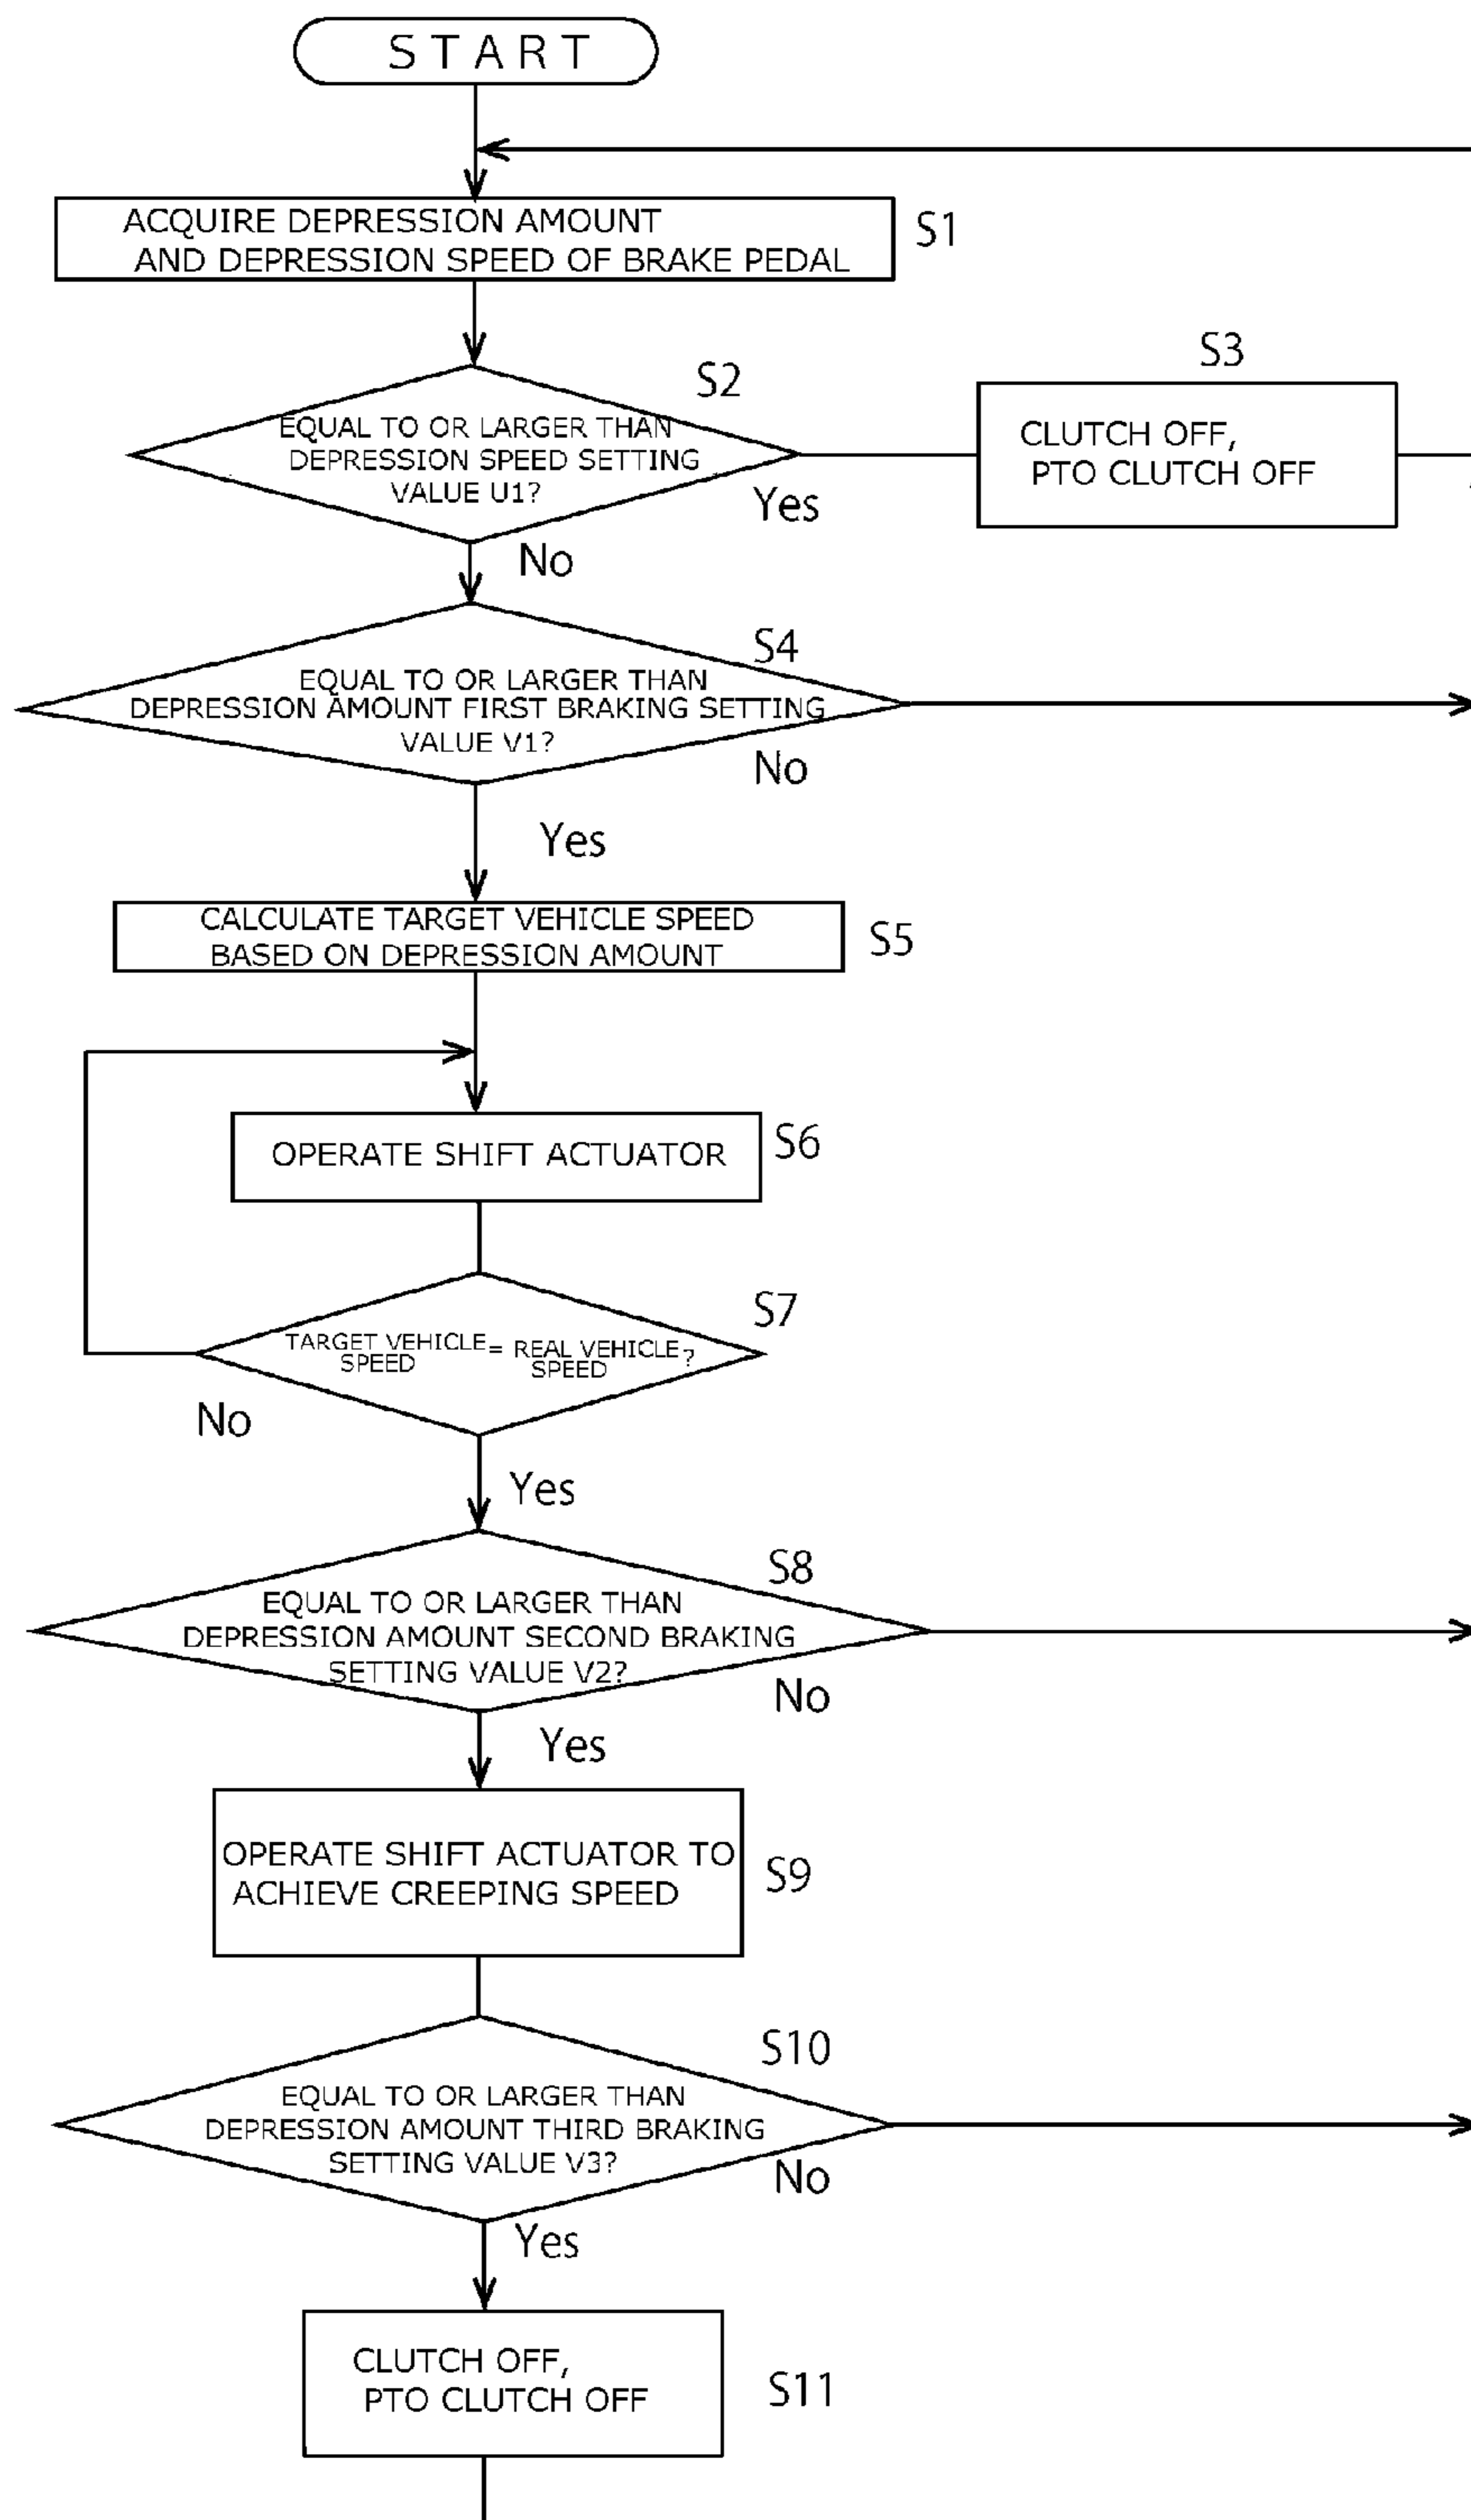 START
ACQUIRE DEPRESSION AMOUNT
AND DEPRESSION SPEED OF BRAKE PEDAL
S1
S2
EQUAL TO OR LARGER THAN
DEPRESSION SPEED SETTING
VALUE U1?
Yes
No
S3
CLUTCH OFF,
PTO CLUTCH OFF
S4
EQUAL TO OR LARGER THAN
DEPRESSION AMOUNT FIRST BRAKING SETTING
VALUE V1?
No
Yes
CALCULATE TARGET VEHICLE SPEED
BASED ON DEPRESSION AMOUNT
S5
OPERATE SHIFT ACTUATOR
S6
S7
TARGET VEHICLE = REAL VEHICLE ?
SPEED SPEED
No
Yes
S8
EQUAL TO OR LARGER THAN
DEPRESSION AMOUNT SECOND BRAKING
SETTING VALUE V2?
No
Yes
OPERATE SHIFT ACTUATOR TO
ACHIEVE CREEPING SPEED
S9
S10
EQUAL TO OR LARGER THAN
DEPRESSION AMOUNT THIRD BRAKING
SETTING VALUE V3?
No
Yes
CLUTCH OFF,
PTO CLUTCH OFF
S11